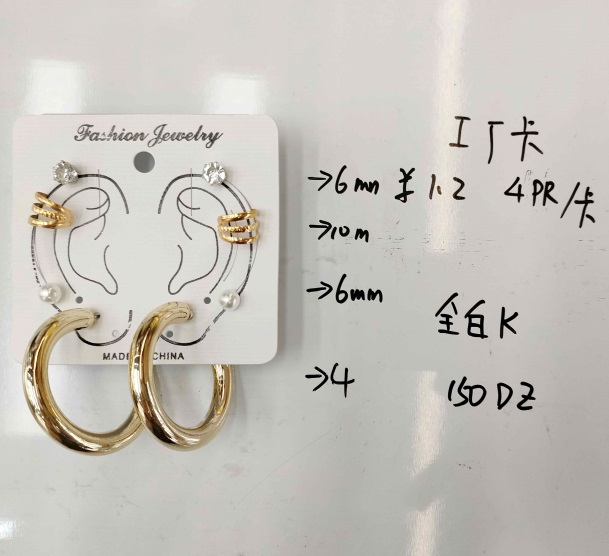 Fashion Jewelry
MADE CHINA
工厂卡
→6mm ¥1.2 4PR/卡
→10m
→6mm
全白K
→4
150DZ